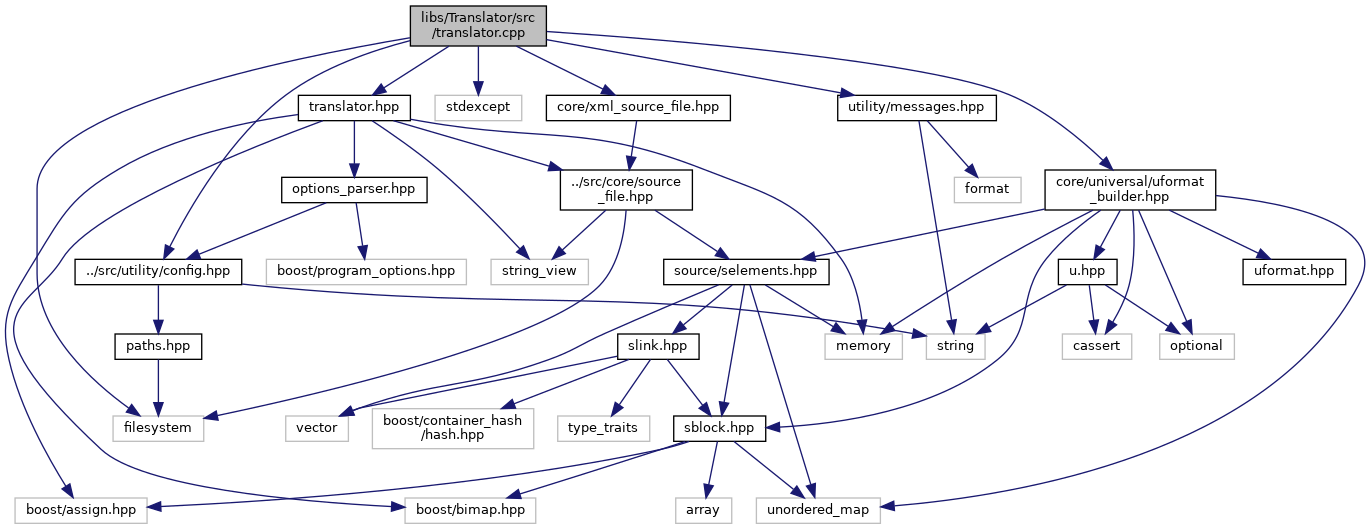 libs/Translator/src
/translator.cpp
translator.hpp
stdexcept
core/xml_source_file.hpp
utility/messages.hpp
options_parser.hpp
../src/core/source
_file.hpp
format
core/universal/uformat
_builder.hpp
../src/utility/config.hpp
boost/program_options.hpp
string_view
source/selements.hpp
u.hpp
uformat.hpp
paths.hpp
slink.hpp
memory
string
cassert
optional
filesystem
vector
boost/container_hash
/hash.hpp
type_traits
sblock.hpp
boost/assign.hpp
boost/bimap.hpp
array
unordered_map